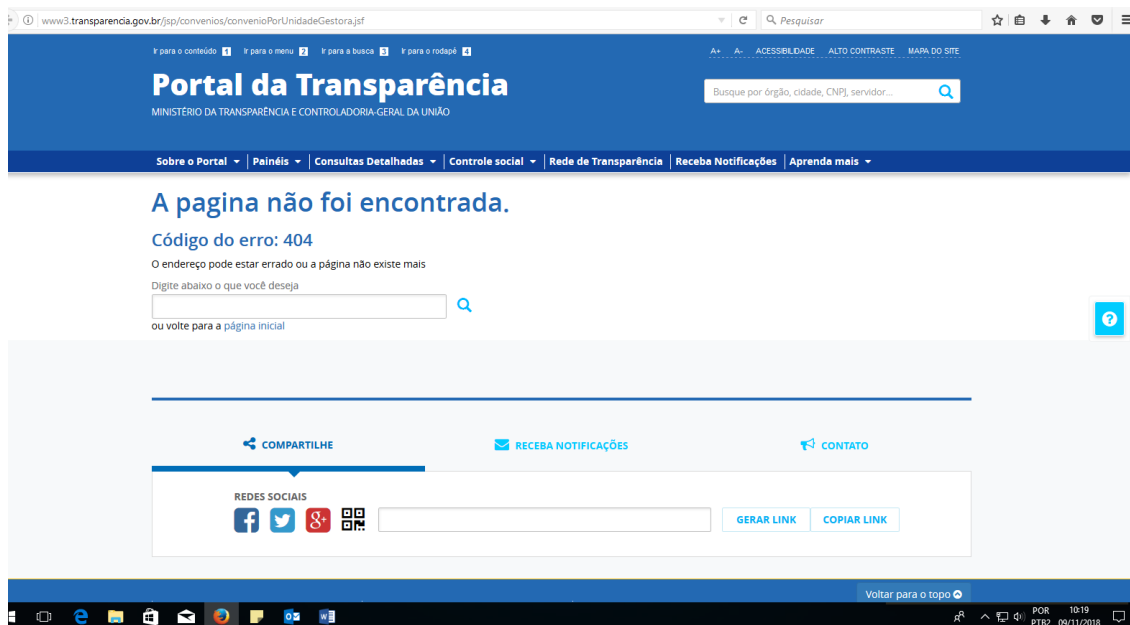 www3.transparencia.gov.br/jsp/convenios/convenioPorUnidadeGestora.jsf
Pesquisar
Ir para o conteúdo 1 Ir para o menu 2 Ir para a busca 3 Ir para o rodapé 4
A+ A- ACESSIBILIDADE ALTO CONTRASTE MAPA DO SITE
Portal da Transparência
MINISTÉRIO DA TRANSPARÊNCIA E CONTROLADORIA-GERAL DA UNIÃO
Busque por órgão, cidade, CNPJ, servidor...
Sobre o Portal Painéis Consultas Detalhadas Controle social Rede de Transparência Receba Notificações Aprenda mais
A pagina não foi encontrada.
Código do erro: 404
O endereço pode estar errado ou a página não existe mais
Digite abaixo o que você deseja
ou volte para a página inicial
?
COMPARTILHE RECEBA NOTIFICAÇÕES CONTATO
REDES SOCIAIS
GERAR LINK COPIAR LINK
Voltar para o topo
POR 10:19
PTB2 09/11/2018